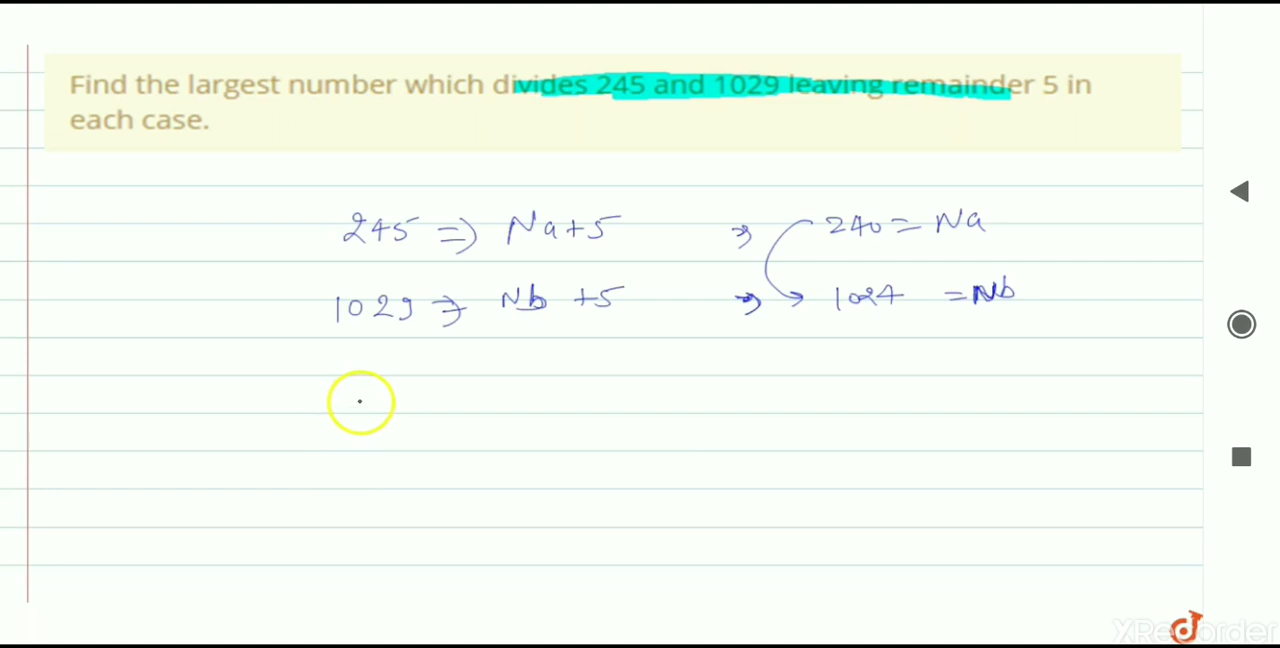 Find the largest number which divides 245 and 1029 leaving remainder 5 in
each case.
245 => Na+5 => 240 = Na
1029 => Nb +5 => 1024 = Nb
XRecorder